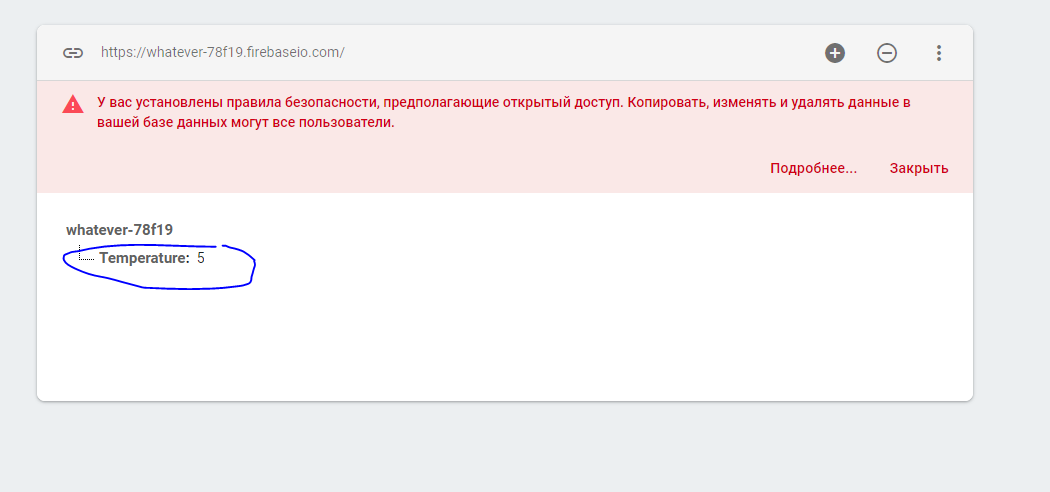 https://whatever-78f19.firebaseio.com/
У вас установлены правила безопасности, предполагающие открытый доступ. Копировать, изменять и удалять данные в
вашей базе данных могут все пользователи.
Подробнее... Закрыть
whatever-78f19
Temperature: 5